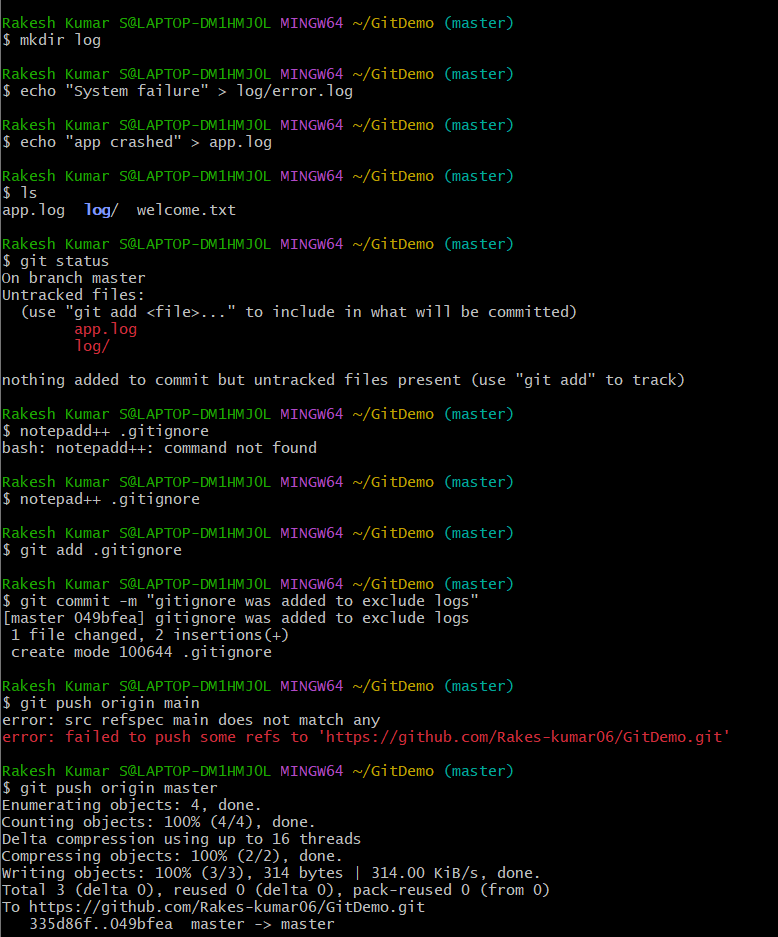 Rakesh Kumar S@LAPTOP-DM1HMJ0L MINGW64 ~/GitDemo (master)
$ mkdir log
Rakesh Kumar S@LAPTOP-DM1HMJ0L MINGW64 ~/GitDemo (master)
$ echo "System failure" > log/error.log
Rakesh Kumar S@LAPTOP-DM1HMJ0L MINGW64 ~/GitDemo (master)
$ echo "app crashed" > app.log
Rakesh Kumar S@LAPTOP-DM1HMJ0L MINGW64 ~/GitDemo (master)
$ ls
app.log  log/  welcome.txt
Rakesh Kumar S@LAPTOP-DM1HMJ0L MINGW64 ~/GitDemo (master)
$ git status
On branch master
Untracked files:
  (use "git add <file>..." to include in what will be committed)
        app.log
        log/
nothing added to commit but untracked files present (use "git add" to track)
Rakesh Kumar S@LAPTOP-DM1HMJ0L MINGW64 ~/GitDemo (master)
$ notepadd++ .gitignore
bash: notepadd++: command not found
Rakesh Kumar S@LAPTOP-DM1HMJ0L MINGW64 ~/GitDemo (master)
$ notepad++ .gitignore
Rakesh Kumar S@LAPTOP-DM1HMJ0L MINGW64 ~/GitDemo (master)
$ git add .gitignore
Rakesh Kumar S@LAPTOP-DM1HMJ0L MINGW64 ~/GitDemo (master)
$ git commit -m "gitignore was added to exclude logs"
[master 049bfea] gitignore was added to exclude logs
 1 file changed, 2 insertions(+)
 create mode 100644 .gitignore
Rakesh Kumar S@LAPTOP-DM1HMJ0L MINGW64 ~/GitDemo (master)
$ git push origin main
error: src refspec main does not match any
error: failed to push some refs to 'https://github.com/Rakes-kumar06/GitDemo.git'
Rakesh Kumar S@LAPTOP-DM1HMJ0L MINGW64 ~/GitDemo (master)
$ git push origin master
Enumerating objects: 4, done.
Counting objects: 100% (4/4), done.
Delta compression using up to 16 threads
Compressing objects: 100% (2/2), done.
Writing objects: 100% (3/3), 314 bytes | 314.00 KiB/s, done.
Total 3 (delta 0), reused 0 (delta 0), pack-reused 0 (from 0)
To https://github.com/Rakes-kumar06/GitDemo.git
   335d86f..049bfea  master -> master